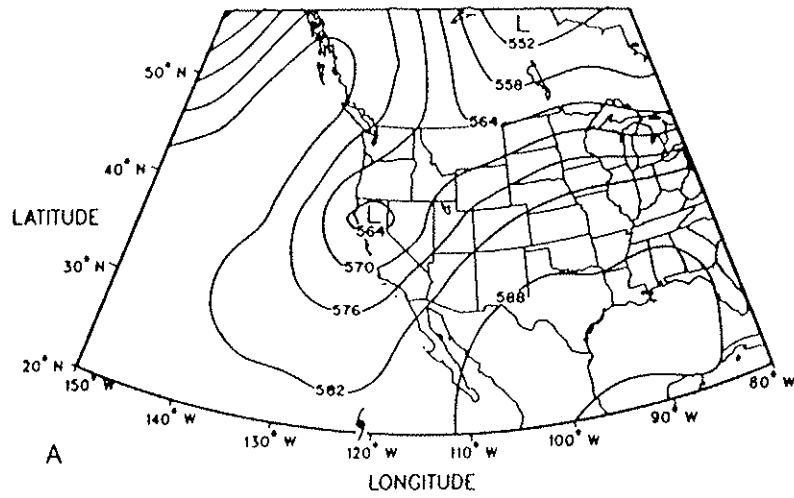 L
552
50° N
558
564
40° N
L
564
LATITUDE
570
30° N
588
576
20° N
582
150° W
80° W
140° W
90° W
130° W
120° W
110° W
100° W
A
LONGITUDE